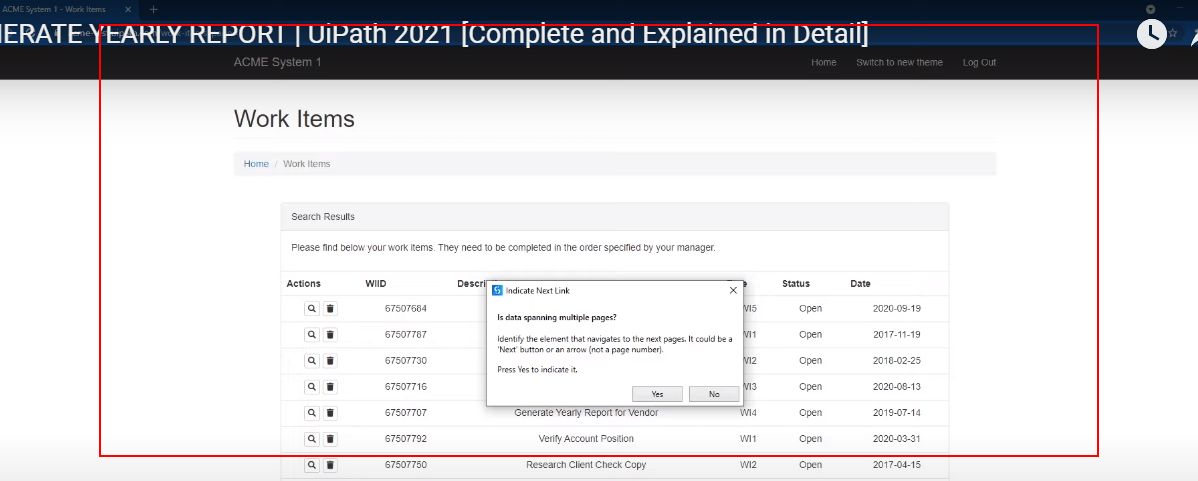 ACME System 1 - Work Items
NERATE YEARLY REPORT | UiPath 2021 [Complete and Explained in Detail]
ACME System 1
Home Switch to new theme Log Out
Work Items
Home / Work Items
Search Results
Please find below your work items. They need to be completed in the order specified by your manager.
Actions WIID Descri Status Date
67507684 WI5 Open 2020-09-19
67507787 WI1 Open 2017-11-19
67507730 WI2 Open 2018-02-25
67507716 WI3 Open 2020-08-13
67507707 Generate Yearly Report for Vendor WI4 Open 2019-07-14
67507792 Verify Account Position WI1 Open 2020-03-31
67507750 Research Client Check Copy WI2 Open 2017-04-15
Indicate Next Link
Is data spanning multiple pages?
Identify the element that navigates to the next pages. It could be a
'Next' button or an arrow (not a page number).
Press Yes to indicate it.
Yes No